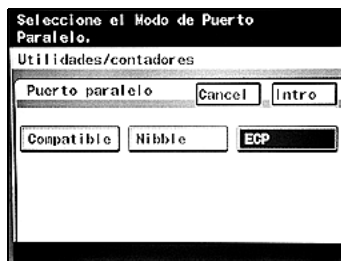 Seleccione el Modo de Puerto
Paralelo.
Utilidades/contadores
Puerto paralelo
Cancel
Intro
Compatible
Nibble
ECP